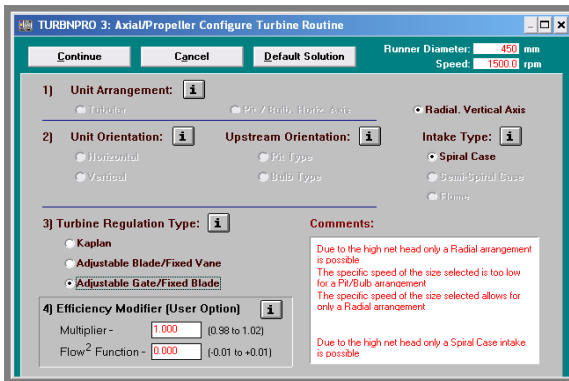 TURBNPRO 3: Axial/Propeller Configure Turbine Routine
Continue Cancel Default Solution Runner Diameter: 450 mm
Speed: 1500.0 rpm
1) Unit Arrangement: i
Tubular Pit / Bulb, Horiz. Axis Radial. Vertical Axis
2) Unit Orientation: i Upstream Orientation: i Intake Type: i
Horizontal Pit Type Spiral Case
Vertical Bulb Type Semi-Spiral Case
Flume
3) Turbine Regulation Type: i Comments:
Kaplan
Adjustable Blade/Fixed Vane
Adjustable Gate/Fixed Blade
Due to the high net head only a Radial arrangement
is possible
The specific speed of the size selected is too low
for a Pit/Bulb arrangement
The specific speed of the size selected allows for
only a Radial arrangement
Due to the high net head only a Spiral Case intake
is possible
4) Efficiency Modifier (User Option) i
Multiplier - 1.000 (0.98 to 1.02)
Flow2 Function - 0.000 (-0.01 to +0.01)